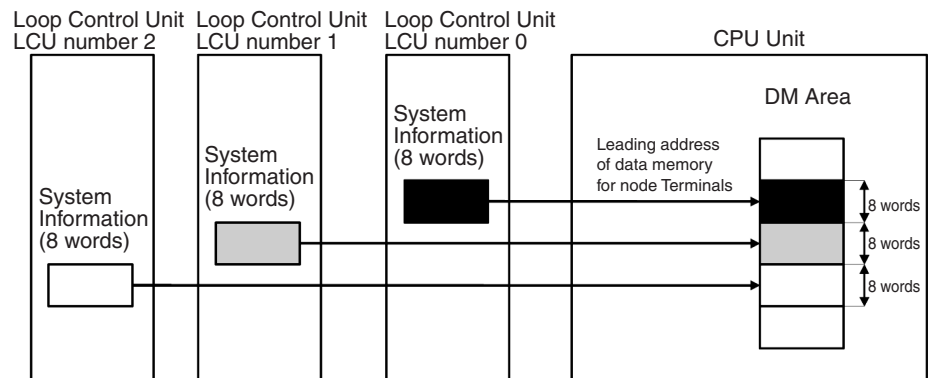 Loop Control Unit
LCU number 2
Loop Control Unit
LCU number 1
Loop Control Unit
LCU number 0
CPU Unit
DM Area
System
Information
(8 words)
System
Information
(8 words)
System
Information
(8 words)
Leading address
of data memory
for node Terminals
8 words
8 words
8 words